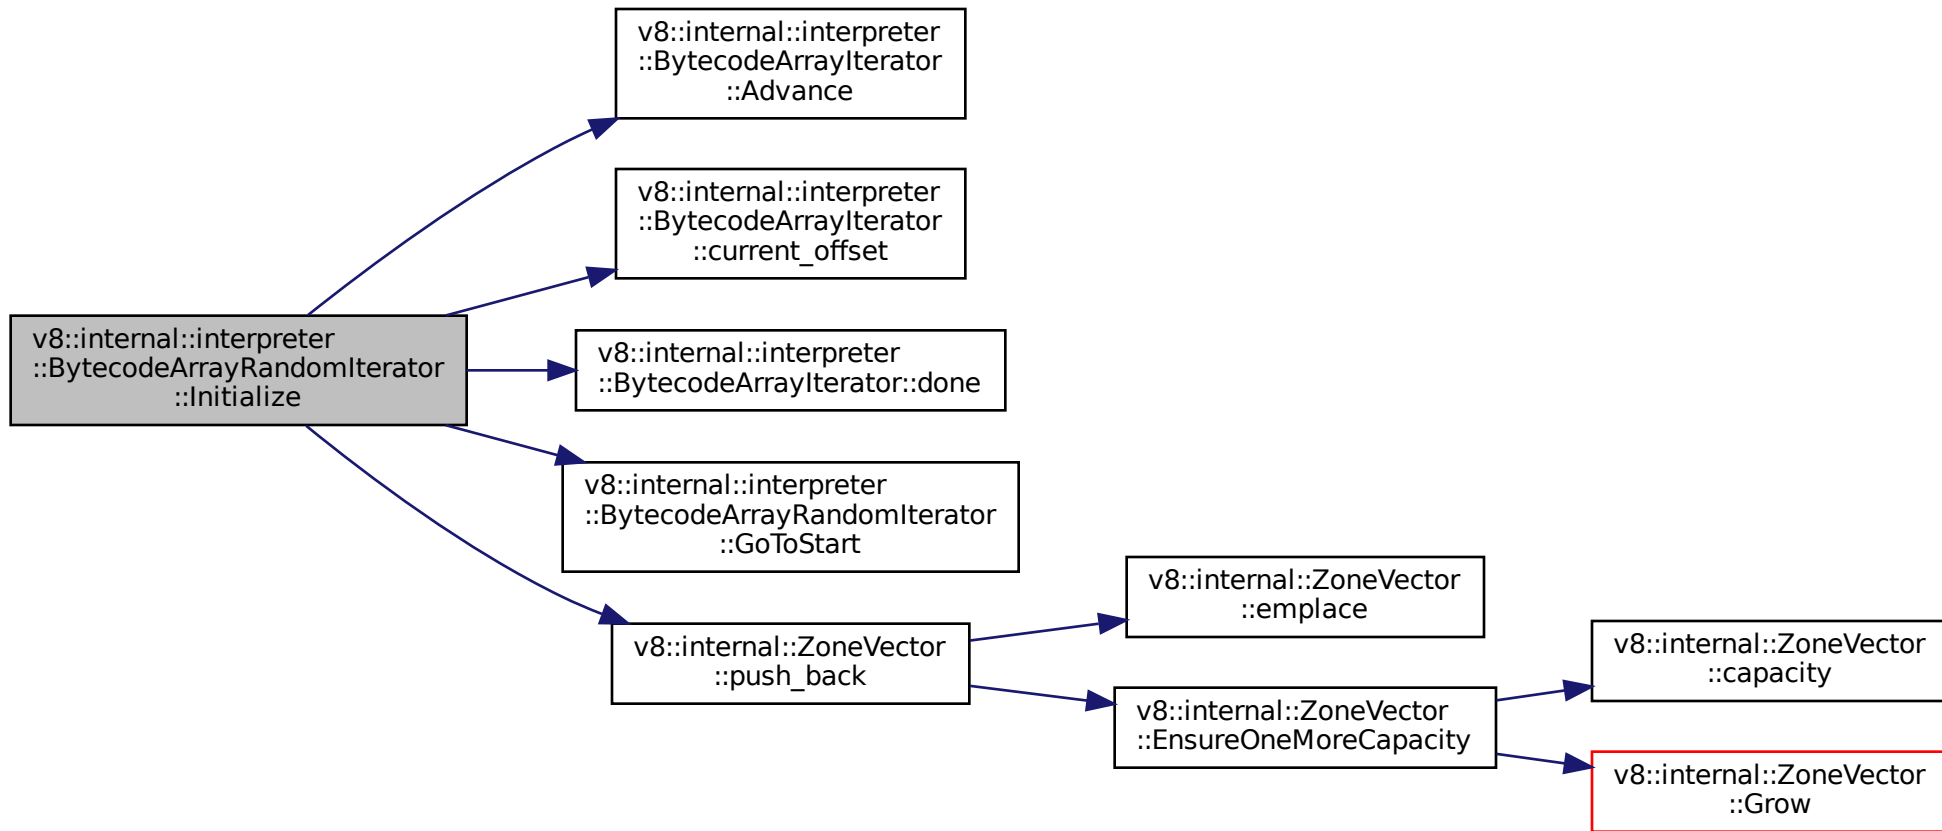 v8::internal::interpreter
::BytecodeArrayIterator
::Advance
v8::internal::interpreter
::BytecodeArrayIterator
::current_offset
v8::internal::interpreter
::BytecodeArrayRandomIterator
::Initialize
v8::internal::interpreter
::BytecodeArrayIterator::done
v8::internal::interpreter
::BytecodeArrayRandomIterator
::GoToStart
v8::internal::ZoneVector
::push_back
v8::internal::ZoneVector
::emplace
v8::internal::ZoneVector
::EnsureOneMoreCapacity
v8::internal::ZoneVector
::capacity
v8::internal::ZoneVector
::Grow